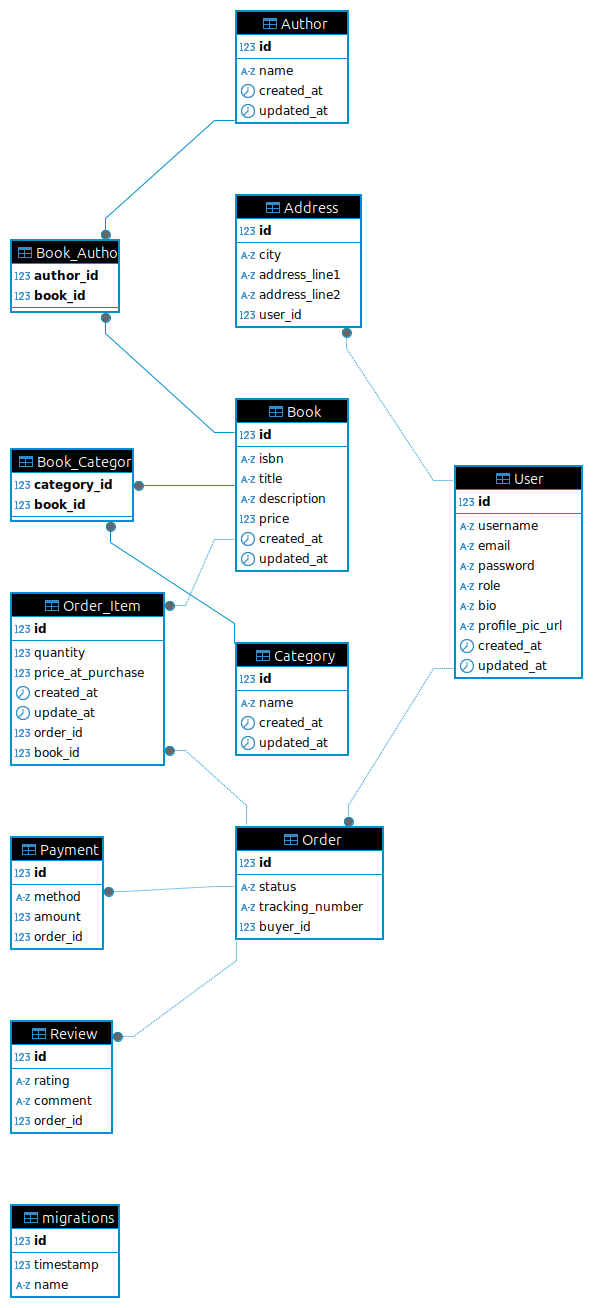 Author
123 id
A-Z name
created_at
updated_at
Address
123 id
A-Z city
A-Z address_line1
A-Z address_line2
123 user_id
Book_Autho
123 author_id
123 book_id
Book
123 id
A-Z isbn
A-Z title
A-Z description
123 price
created_at
updated_at
Book_Categor
123 category_id
123 book_id
User
123 id
A-Z username
A-Z email
A-Z password
A-Z role
A-Z bio
A-Z profile_pic_url
created_at
updated_at
Order_Item
123 id
123 quantity
123 price_at_purchase
created_at
update_at
123 order_id
123 book_id
Category
123 id
A-Z name
created_at
updated_at
Order
123 id
A-Z status
A-Z tracking_number
123 buyer_id
Payment
123 id
A-Z method
123 amount
123 order_id
Review
123 id
A-Z rating
A-Z comment
123 order_id
migrations
123 id
123 timestamp
A-Z name